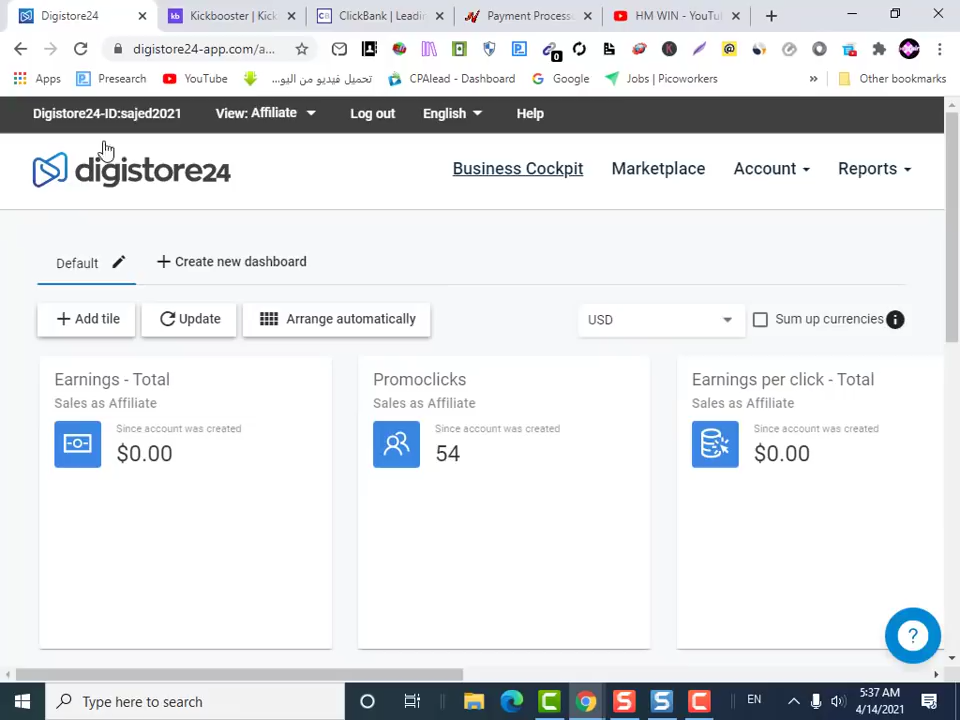 Digistore24
Kickbooster | Kick
ClickBank | Leadin
Payment Process
HM WIN - YouTu
digistore24-app.com/a...
0
Apps
Presearch
YouTube
تحميل فيديو من اليو...
CPAlead - Dashboard
Google
Jobs | Picoworkers
»
Other bookmarks
Digistore24-ID:sajed2021
View: Affiliate
Log out
English
Help
digistore24
Business Cockpit
Marketplace
Account
Reports
Default
+ Create new dashboard
+ Add tile
Update
Arrange automatically
USD
Sum up currencies
Earnings - Total
Sales as Affiliate
Since account was created
$0.00
Promoclicks
Sales as Affiliate
Since account was created
54
Earnings per click - Total
Sales as Affiliate
Since account was created
$0.00
?
Type here to search
EN
5:37 AM
4/14/2021